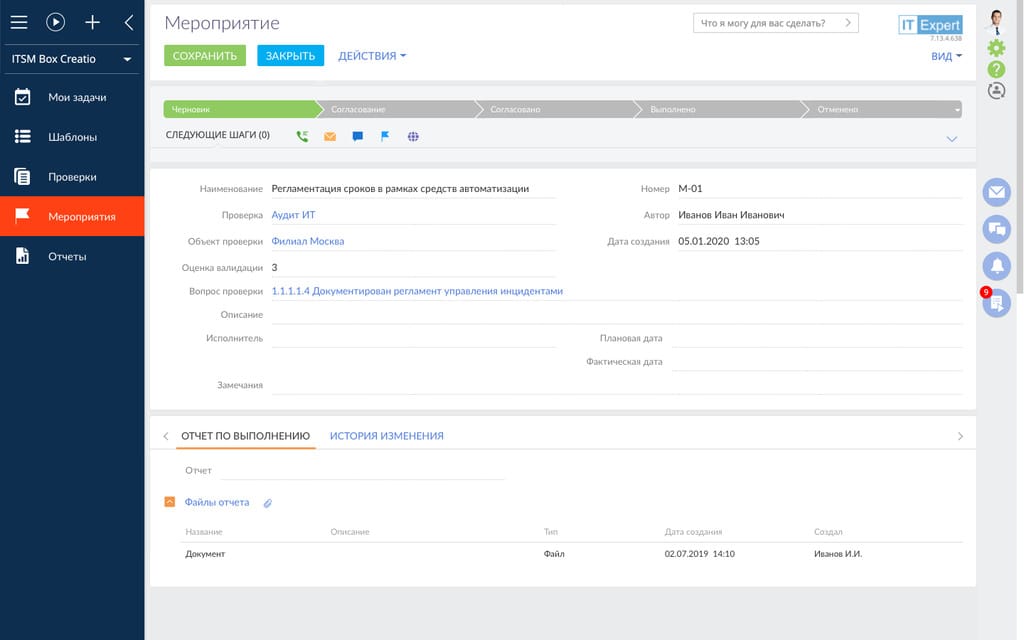 Мероприятие
Что я могу для вас сделать?
IT Expert
7.13.4.638
СОХРАНИТЬ
ЗАКРЫТЬ
ДЕЙСТВИЯ
ВИД
ITSM Box Creatio
Мои задачи
Шаблоны
Проверки
Мероприятия
Отчеты
Черновик
Согласование
Согласовано
Выполнено
Отменено
СЛЕДУЮЩИЕ ШАГИ (0)
Наименование Регламентация сроков в рамках средств автоматизации
Номер М-01
Проверка Аудит ИТ
Автор Иванов Иван Иванович
Объект проверки Филиал Москва
Дата создания 05.01.2020 13:05
Оценка валидации 3
Вопрос проверки 1.1.1.1.4 Документирован регламент управления инцидентами
Описание
Исполнитель
Плановая дата
Фактическая дата
Замечания
9
ОТЧЕТ ПО ВЫПОЛНЕНИЮ ИСТОРИЯ ИЗМЕНЕНИЯ
Отчет
Файлы отчета
Название Описание Тип Дата создания Создал
Документ Файл 02.07.2019 14:10 Иванов И.И.